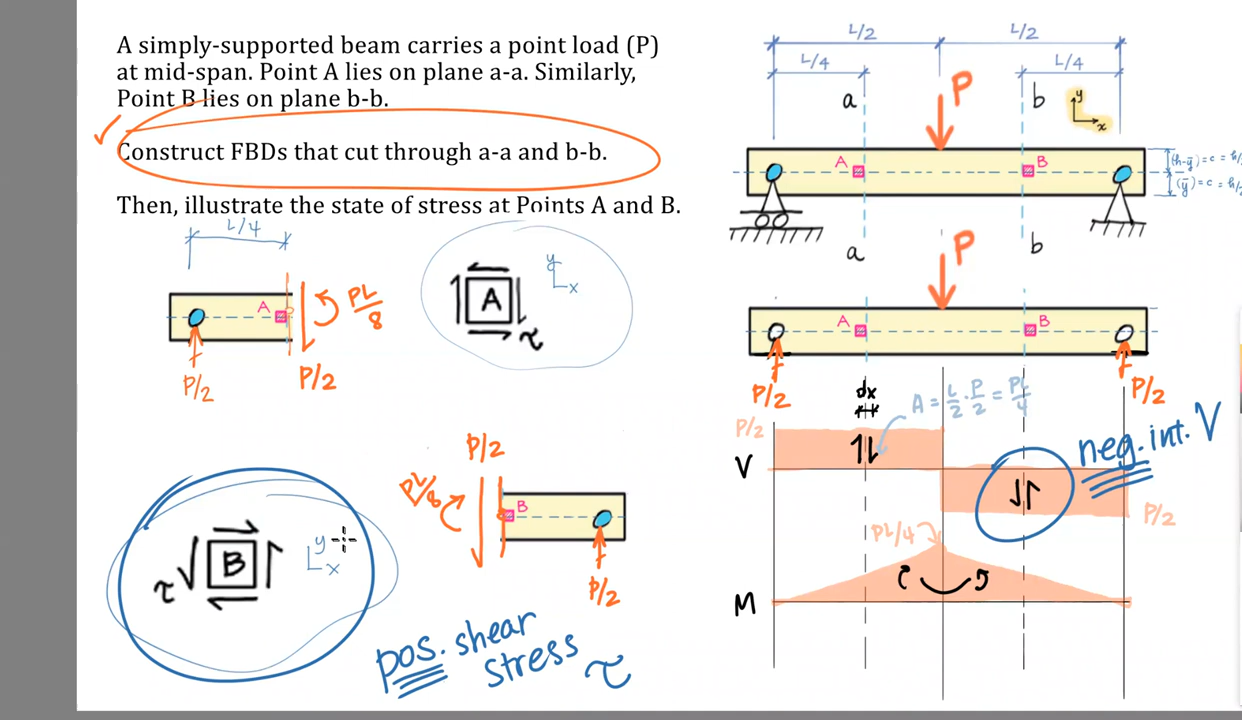 A simply-supported beam carries a point load (P)
at mid-span. Point A lies on plane a-a. Similarly,
Point B lies on plane b-b.
Construct FBDs that cut through a-a and b-b.
Then, illustrate the state of stress at Points A and B.
L/4
A
PL/8
P/2
P/2
A
τ
y
x
P/2
PL/8
B
P/2
τ
B
y
x
pos. shear
stress τ
L/2
L/2
L/4
L/4
a
P
b
y
x
A
B
(h-ȳ)=c=h/
(ȳ)=c=h/2
a
P
b
A
B
P/2
dx
A = L/2 · P/2 = PL/4
P/2
P/2
V
neg. int. V
P/2
PL/4
M